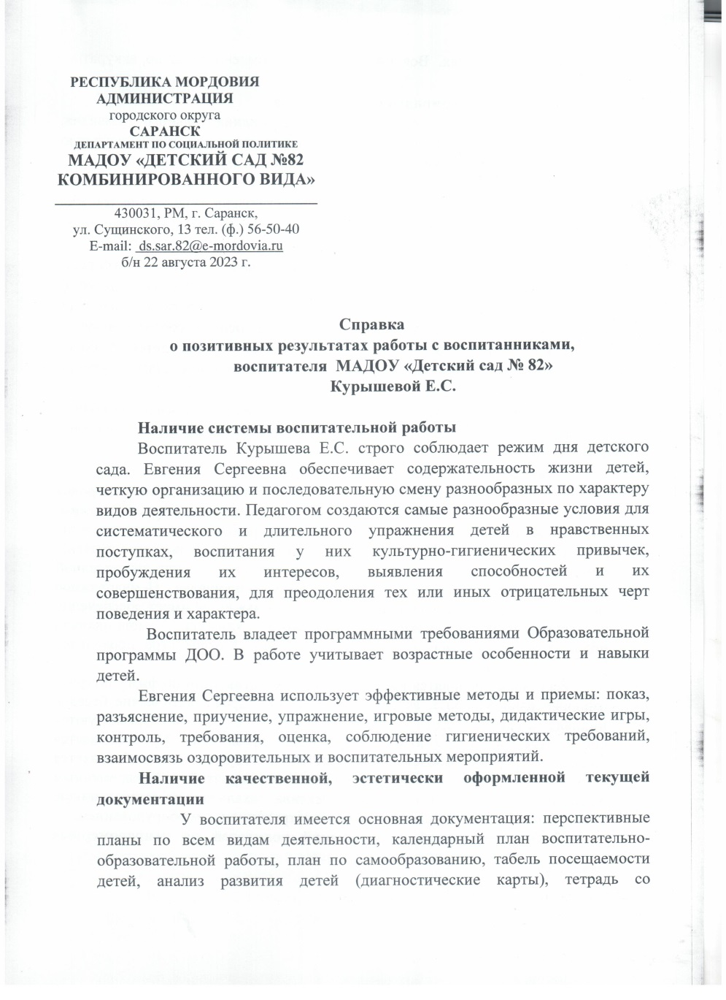 РЕСПУБЛИКА МОРДОВИЯ
АДМИНИСТРАЦИЯ
городского округа
САРАНСК
ДЕПАРТАМЕНТ ПО СОЦИАЛЬНОЙ ПОЛИТИКЕ
МАДОУ «ДЕТСКИЙ САД №82
КОМБИНИРОВАННОГО ВИДА»
430031, РМ, г. Саранск,
ул. Сущинского, 13 тел. (ф.) 56-50-40
E-mail: ds.sar.82@e-mordovia.ru
б/н 22 августа 2023 г.
Справка
о позитивных результатах работы с воспитанниками,
воспитателя МАДОУ «Детский сад № 82»
Курышевой Е.С.
Наличие системы воспитательной работы
Воспитатель Курышева Е.С. строго соблюдает режим дня детского
сада. Евгения Сергеевна обеспечивает содержательность жизни детей,
четкую организацию и последовательную смену разнообразных по характеру
видов деятельности. Педагогом создаются самые разнообразные условия для
систематического и длительного упражнения детей в нравственных
поступках, воспитания у них культурно-гигиенических привычек,
пробуждения их интересов, выявления способностей и их
совершенствования, для преодоления тех или иных отрицательных черт
поведения и характера.
Воспитатель владеет программными требованиями Образовательной
программы ДОО. В работе учитывает возрастные особенности и навыки
детей.
Евгения Сергеевна использует эффективные методы и приемы: показ,
разъяснение, приучение, упражнение, игровые методы, дидактические игры,
контроль, требования, оценка, соблюдение гигиенических требований,
взаимосвязь оздоровительных и воспитательных мероприятий.
Наличие качественной, эстетически оформленной текущей
документации
У воспитателя имеется основная документация: перспективные
планы по всем видам деятельности, календарный план воспитательно-
образовательной работы, план по самообразованию, табель посещаемости
детей, анализ развития детей (диагностические карты), тетрадь со